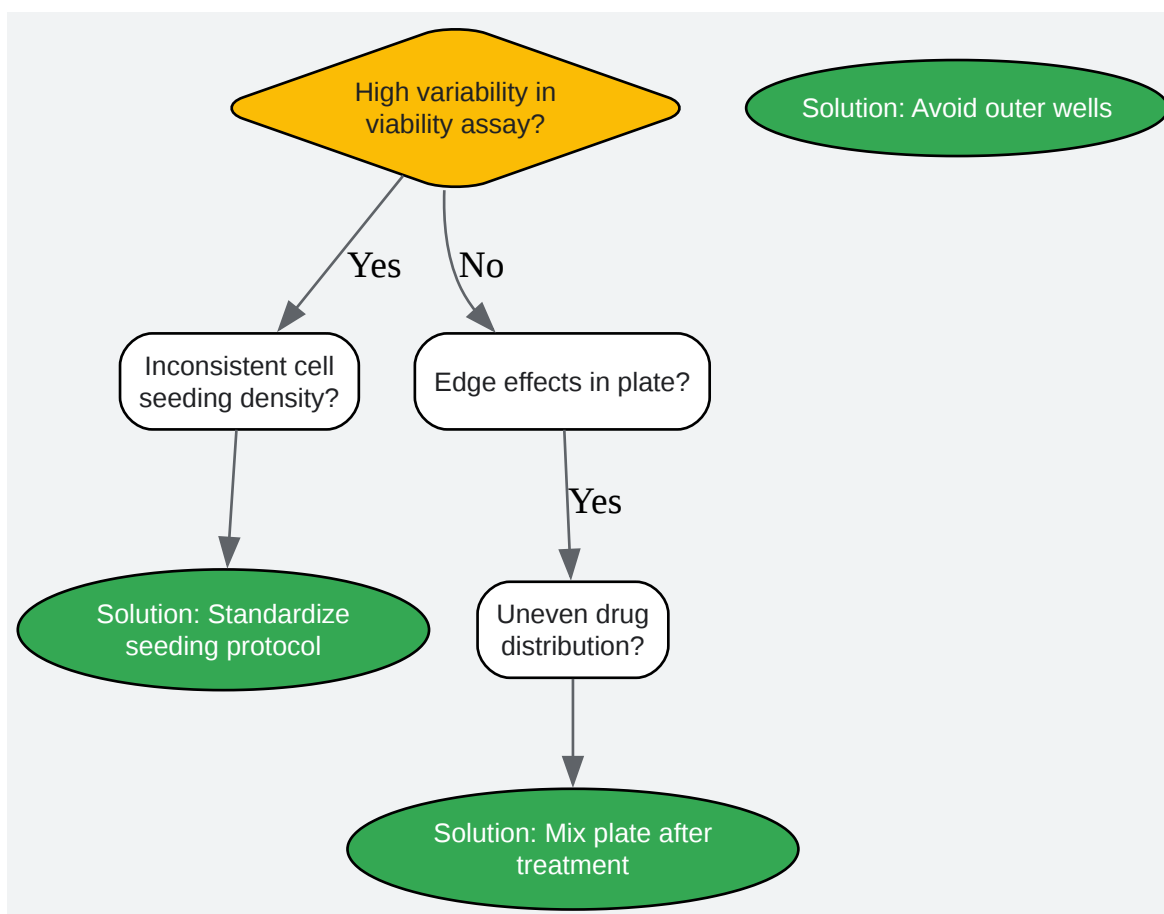 High variability in
viability assay?
Solution: Avoid outer wells
Yes
No
Inconsistent cell
seeding density?
Edge effects in plate?
Yes
Solution: Standardize
seeding protocol
Uneven drug
distribution?
Solution: Mix plate after
treatment